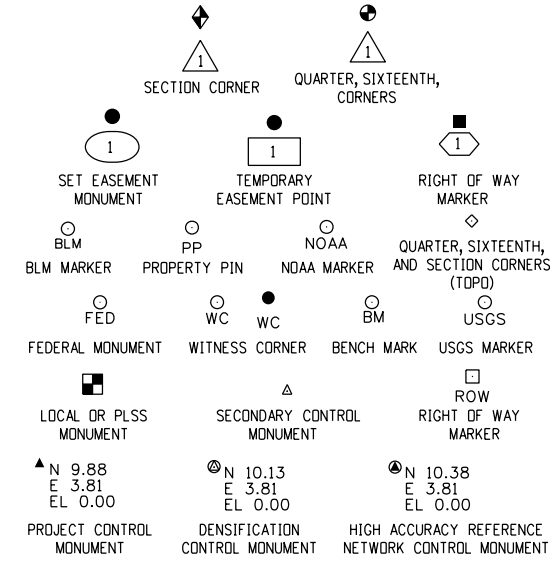 1
1
SECTION CORNER
QUARTER, SIXTEENTH,
CORNERS
1
1
1
SET EASEMENT
MONUMENT
TEMPORARY
EASEMENT POINT
RIGHT OF WAY
MARKER
BLM
PP
NOAA
BLM MARKER
PROPERTY PIN
NOAA MARKER
QUARTER, SIXTEENTH,
AND SECTION CORNERS
(TOPO)
FED
WC
WC
BM
USGS
FEDERAL MONUMENT
WITNESS CORNER
BENCH MARK
USGS MARKER
ROW
LOCAL OR PLSS
MONUMENT
SECONDARY CONTROL
MONUMENT
RIGHT OF WAY
MARKER
N 9.88
E 3.81
EL 0.00
N 10.13
E 3.81
EL 0.00
N 10.38
E 3.81
EL 0.00
PROJECT CONTROL
MONUMENT
DENSIFICATION
CONTROL MONUMENT
HIGH ACCURACY REFERENCE
NETWORK CONTROL MONUMENT